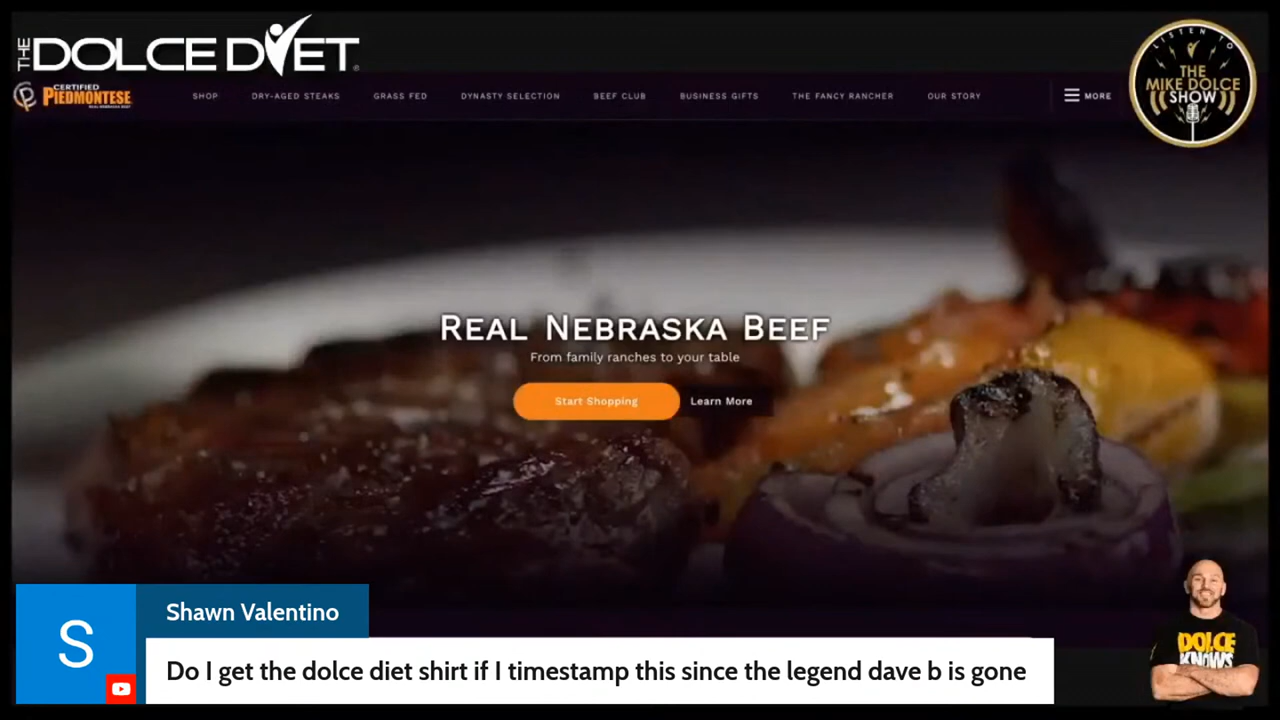 THE DOLCE DIET
LISTEN TO
THE
MIKE DOLCE
SHOW
CERTIFIED
PIEDMONTESE
REAL NEBRASKA BEEF
SHOP DRY-AGED STEAKS GRASS FED DYNASTY SELECTION BEEF CLUB BUSINESS GIFTS THE FANCY RANCHER OUR STORY MORE
REAL NEBRASKA BEEF
From family ranches to your table
Start Shopping Learn More
S
Shawn Valentino
Do I get the dolce diet shirt if I timestamp this since the legend dave b is gone
DOLCE
KNOWS